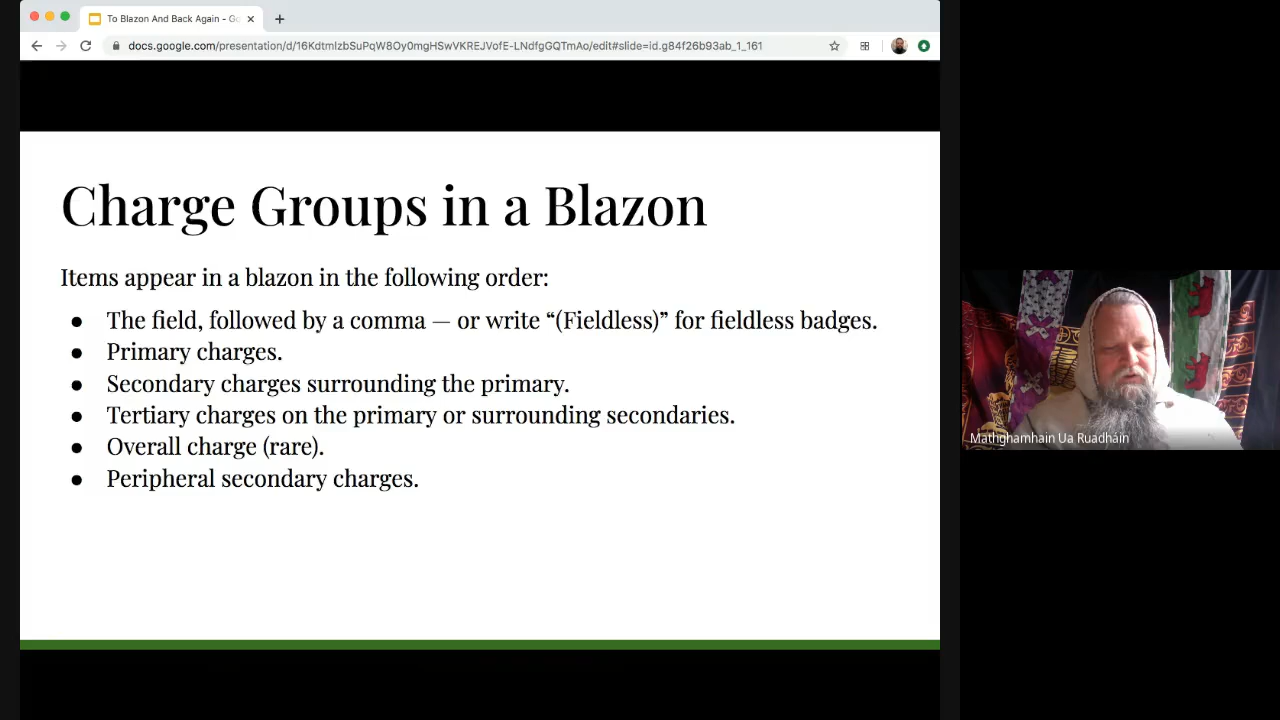 To Blazon And Back Again - Go
docs.google.com/presentation/d/16KdtmIzbSuPqW8Oy0mgHSwVKREJVofE-LNdfgGQTmAo/edit#slide=id.g84f26b93ab_1_161
Charge Groups in a Blazon
Items appear in a blazon in the following order:
● The field, followed by a comma — or write “(Fieldless)” for fieldless badges.
● Primary charges.
● Secondary charges surrounding the primary.
● Tertiary charges on the primary or surrounding secondaries.
● Overall charge (rare).
● Peripheral secondary charges.
Mathghamhain Ua Ruadháin